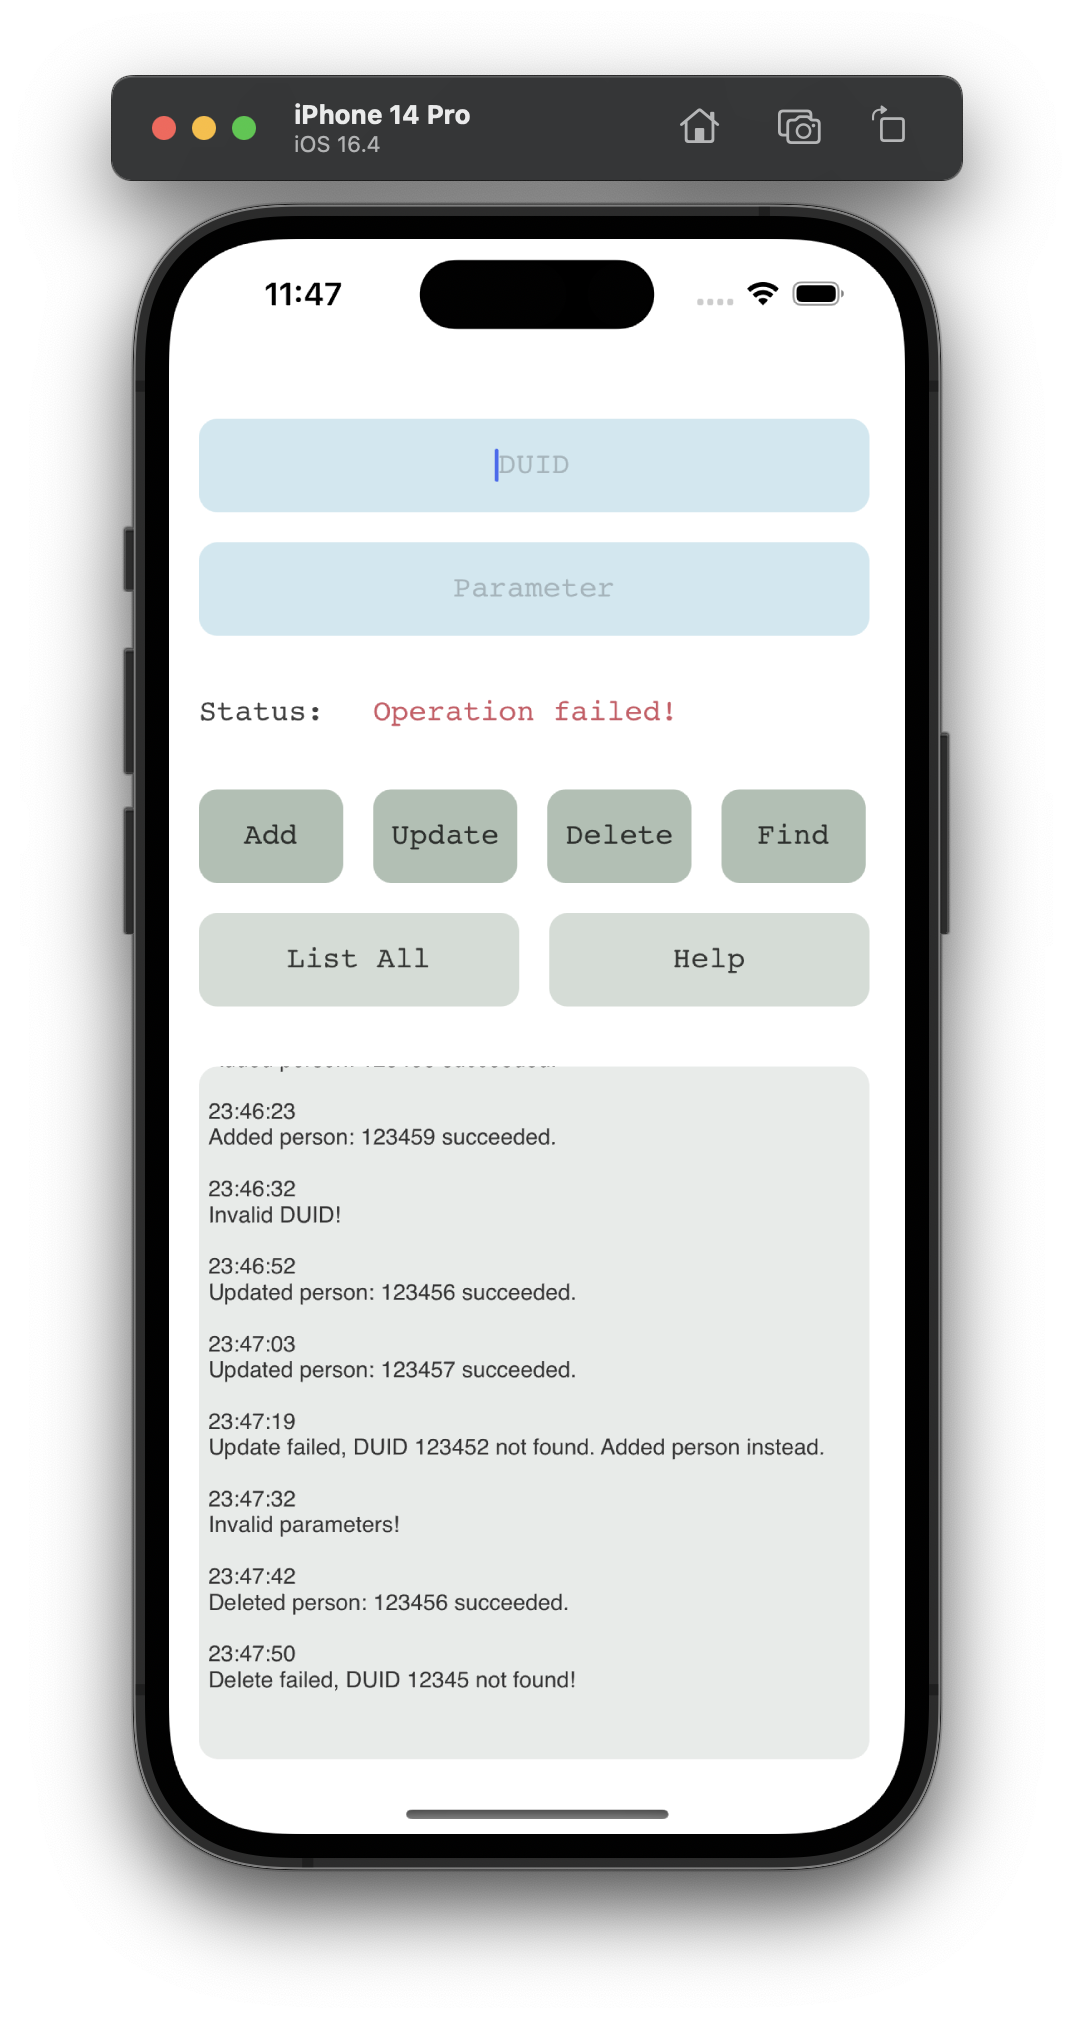 iPhone 14 Pro
iOS 16.4
11:47
DUID
Parameter
Status: Operation failed!
Add Update Delete Find
List All Help
23:46:23
Added person: 123459 succeeded.
23:46:32
Invalid DUID!
23:46:52
Updated person: 123456 succeeded.
23:47:03
Updated person: 123457 succeeded.
23:47:19
Update failed, DUID 123452 not found. Added person instead.
23:47:32
Invalid parameters!
23:47:42
Deleted person: 123456 succeeded.
23:47:50
Delete failed, DUID 12345 not found!